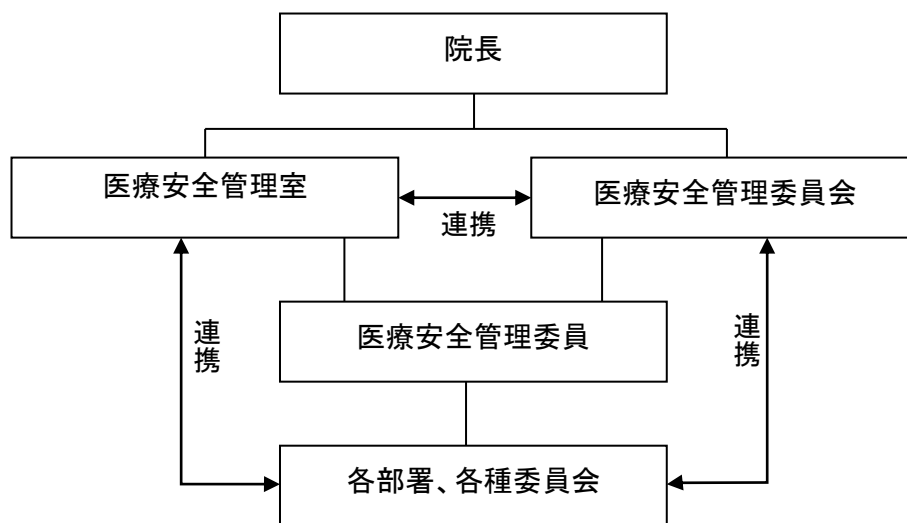 院長
医療安全管理室
医療安全管理委員会
連携
医療安全管理委員
連携
連携
各部署、各種委員会